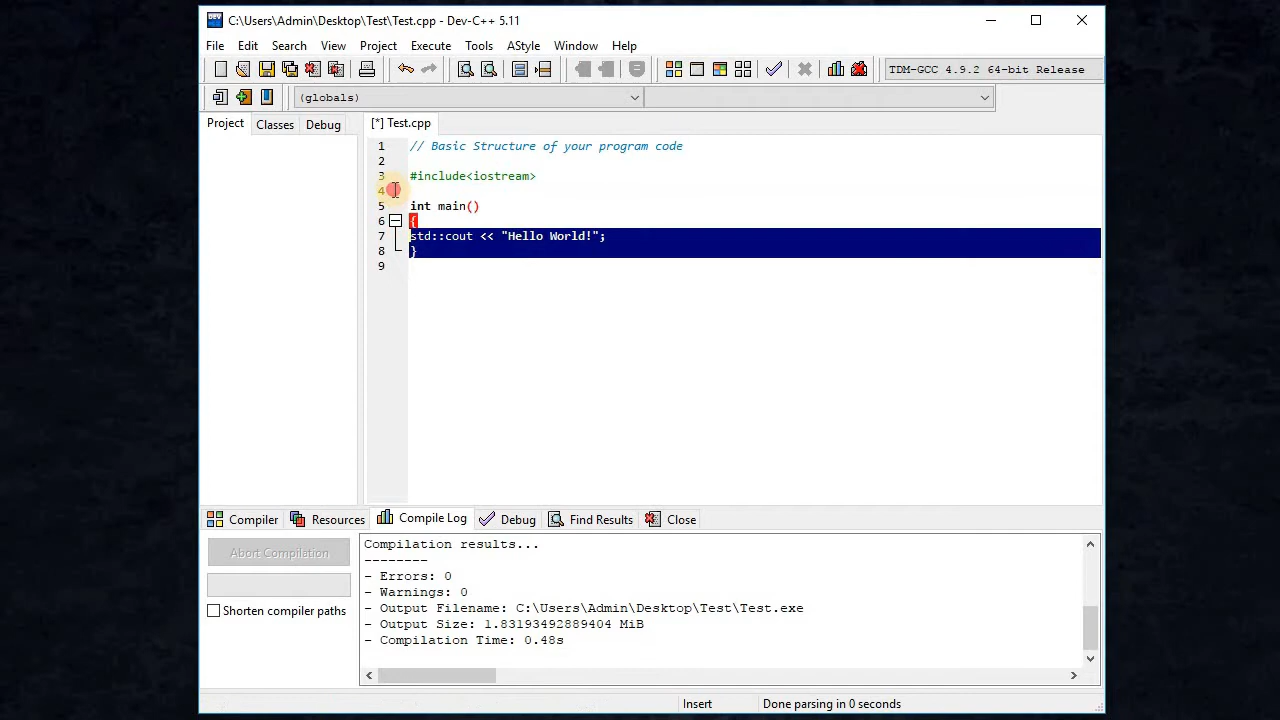 C:\Users\Admin\Desktop\Test\Test.cpp - Dev-C++ 5.11
File Edit Search View Project Execute Tools AStyle Window Help
TDM-GCC 4.9.2 64-bit Release
(globals)
Project Classes Debug [*] Test.cpp
1 // Basic Structure of your program code
2
3 #include<iostream>
4
5 int main()
6 {
7 std::cout << "Hello World!";
8 }
9
Compiler Resources Compile Log Debug Find Results Close
Abort Compilation
Shorten compiler paths
Compilation results...
--------
- Errors: 0
- Warnings: 0
- Output Filename: C:\Users\Admin\Desktop\Test\Test.exe
- Output Size: 1.83193492889404 MiB
- Compilation Time: 0.48s
Insert Done parsing in 0 seconds